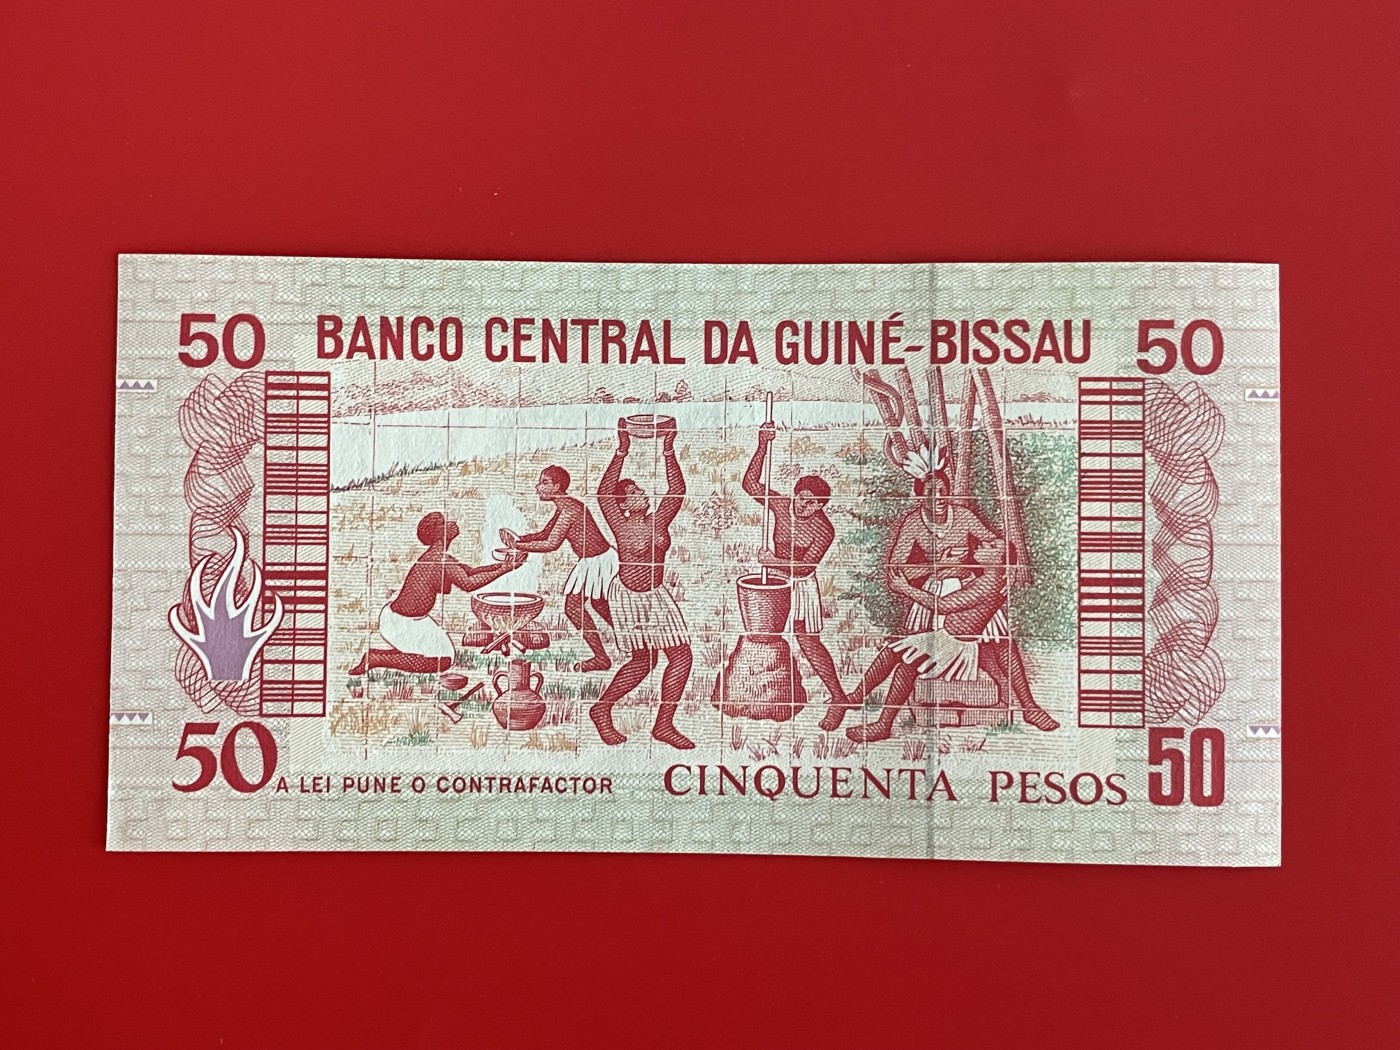 50 BANCO CENTRAL DA GUINÉ-BISSAU 50
50 A LEI PUNE O CONTRAFACTOR CINQUENTA PESOS 50